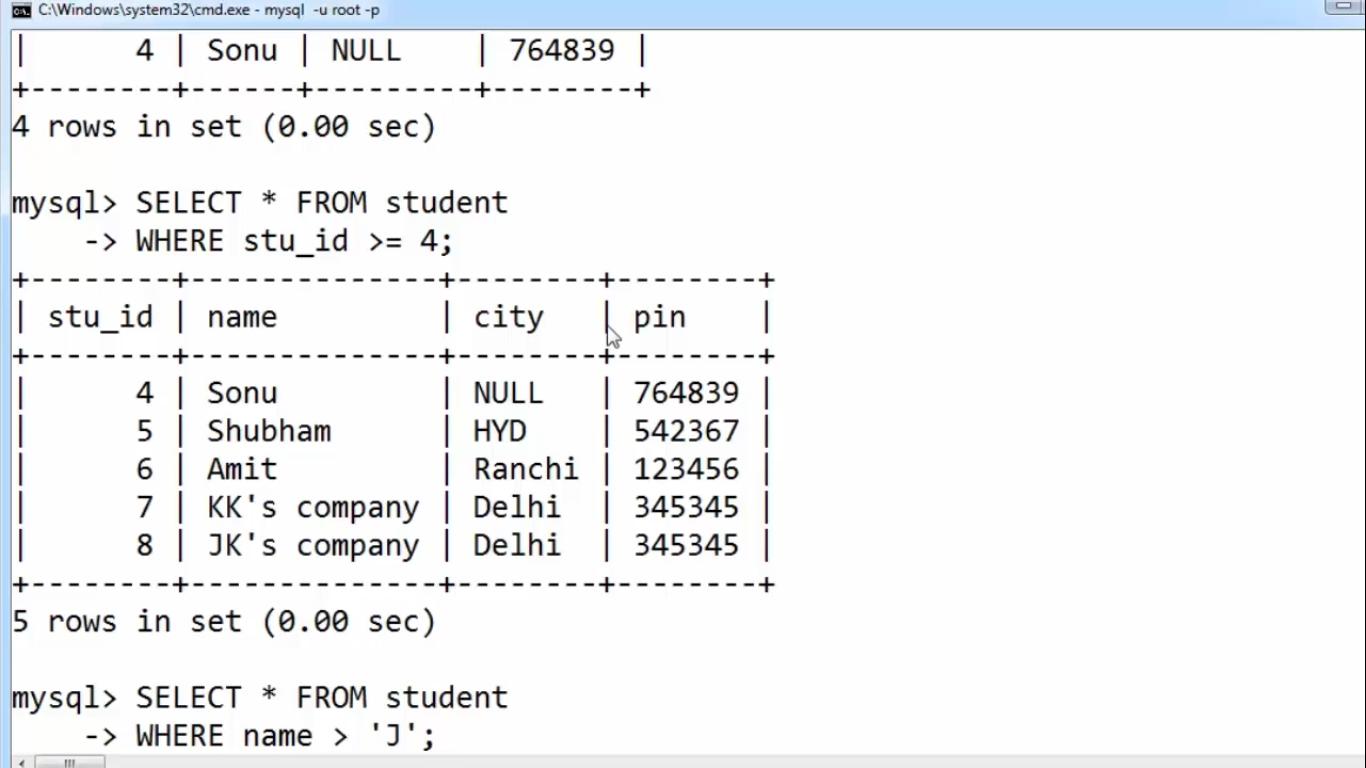 C:\Windows\system32\cmd.exe - mysql  -u root -p
|      4 | Sonu | NULL    | 764839 |
+--------+------+---------+--------+
4 rows in set (0.00 sec)
mysql> SELECT * FROM student
    -> WHERE stu_id >= 4;
+--------+--------------+--------+--------+
| stu_id | name         | city   | pin    |
+--------+--------------+--------+--------+
|      4 | Sonu         | NULL   | 764839 |
|      5 | Shubham      | HYD    | 542367 |
|      6 | Amit         | Ranchi | 123456 |
|      7 | KK's company | Delhi  | 345345 |
|      8 | JK's company | Delhi  | 345345 |
+--------+--------------+--------+--------+
5 rows in set (0.00 sec)
mysql> SELECT * FROM student
    -> WHERE name > 'J';